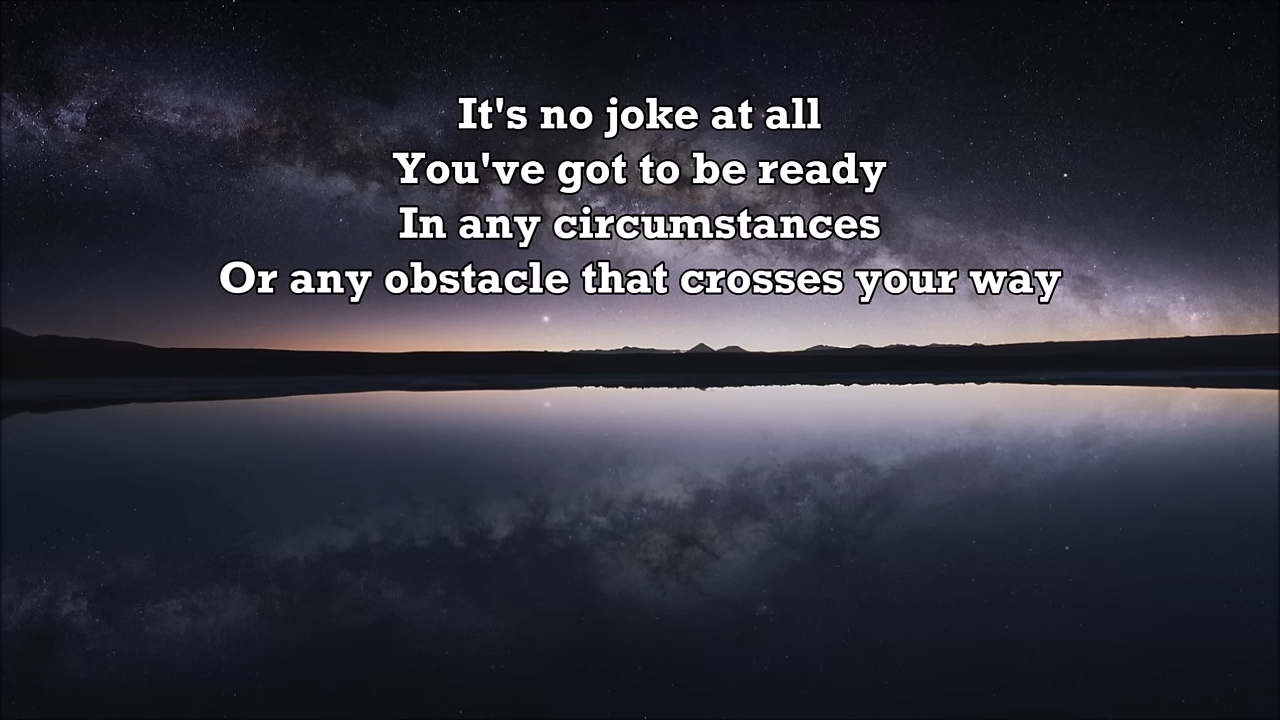 It's no joke at all
You've got to be ready
In any circumstances
Or any obstacle that crosses your way